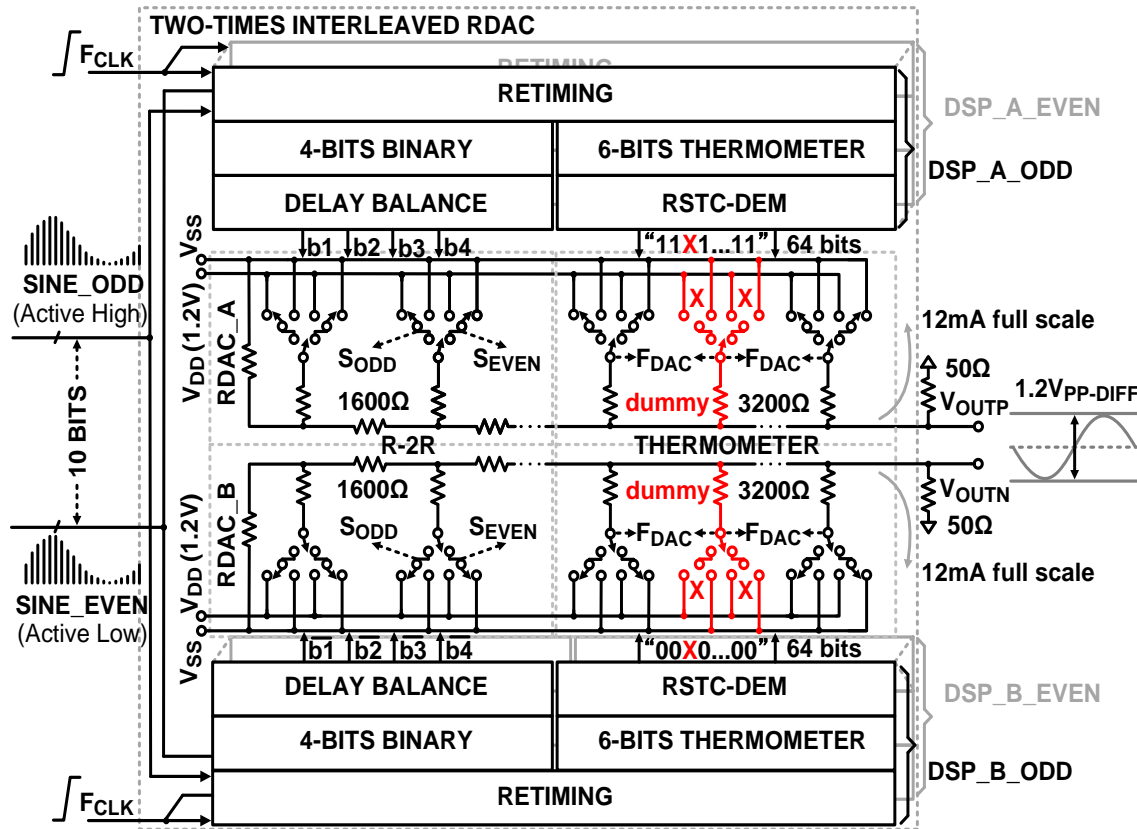 TWO-TIMES INTERLEAVED RDAC
FCLK
RETIMING
RETIMING
DSP_A_EVEN
4-BITS BINARY
6-BITS THERMOMETER
DSP_A_ODD
DELAY BALANCE
RSTC-DEM
VSS
b1 b2 b3 b4
“11X1...11” 64 bits
SINE_ODD
(Active High)
VDD (1.2V)
RDAC_A
X X
12mA full scale
SODD
SEVEN
FDAC
FDAC
50Ω
1.2VPP-DIFF
1600Ω
dummy
3200Ω
VOUTP
10 BITS
R-2R
THERMOMETER
1600Ω
dummy
3200Ω
VOUTN
50Ω
VDD (1.2V)
RDAC_B
SODD
SEVEN
FDAC
FDAC
X X
12mA full scale
SINE_EVEN
(Active Low)
VSS
b1 b2 b3 b4
“00X0...00” 64 bits
DELAY BALANCE
RSTC-DEM
DSP_B_EVEN
4-BITS BINARY
6-BITS THERMOMETER
DSP_B_ODD
FCLK
RETIMING